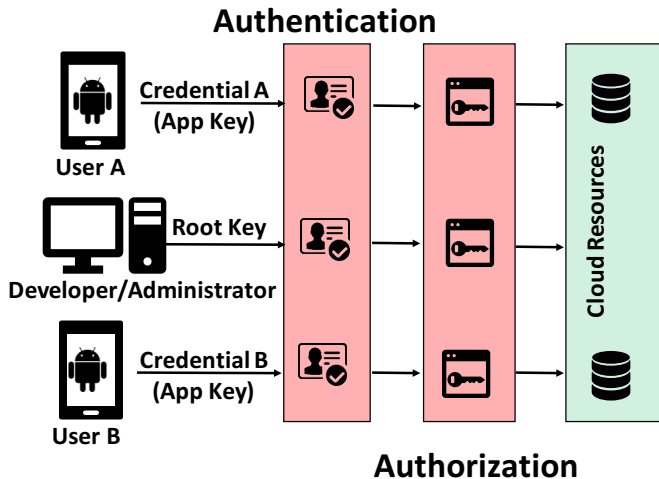 Authentication
Credential A
(App Key)
User A
Root Key
Developer/Administrator
Credential B
(App Key)
User B
Cloud Resources
Authorization